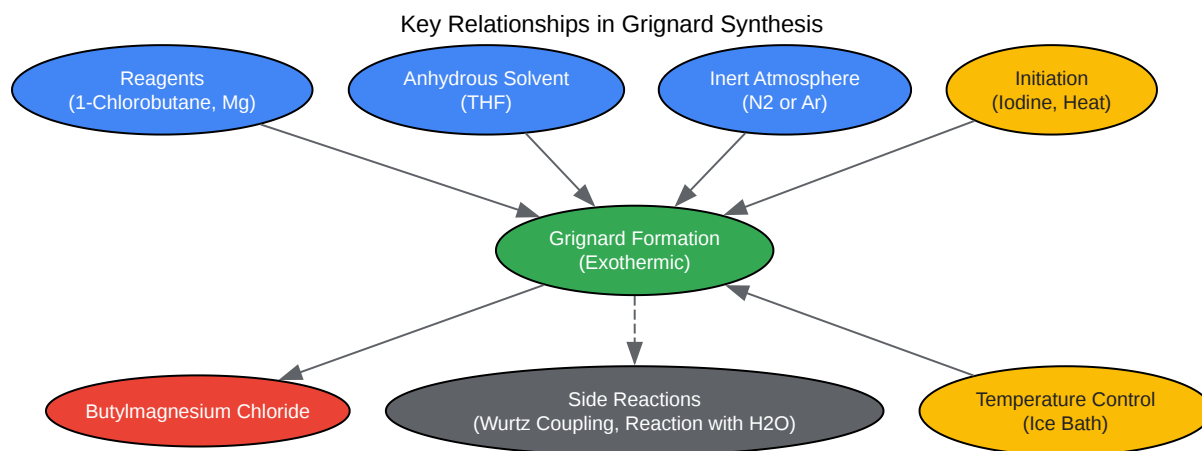 Key Relationships in Grignard Synthesis
Reagents
(1-Chlorobutane, Mg)
Anhydrous Solvent
(THF)
Inert Atmosphere
(N2 or Ar)
Initiation
(Iodine, Heat)
Grignard Formation
(Exothermic)
Butylmagnesium Chloride
Side Reactions
(Wurtz Coupling, Reaction with H2O)
Temperature Control
(Ice Bath)